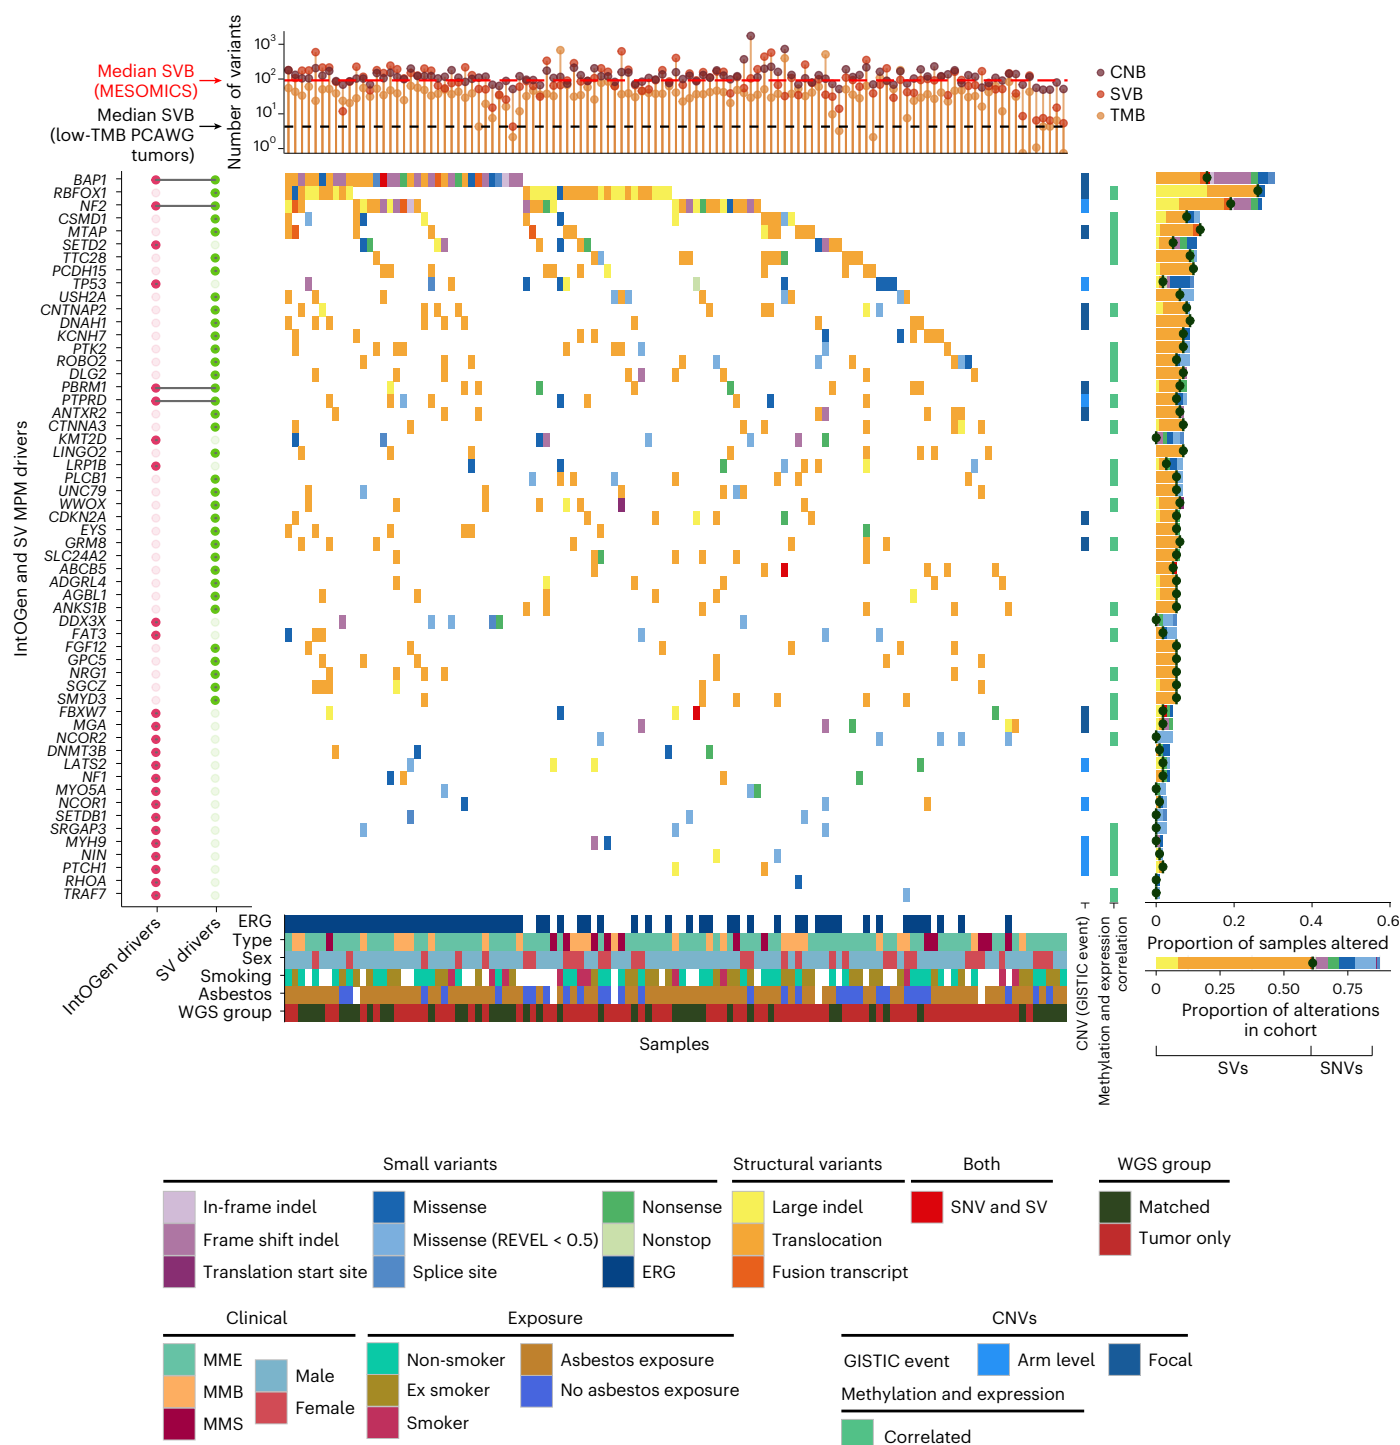 Number of variants
10³
10²
10¹
10⁰
Median SVB
(MESOMICS)
Median SVB
(low-TMB PCAWG
tumors)
CNB
SVB
TMB
IntOGen and SV MPM drivers
BAP1
RBFOX1
NF2
CSMD1
MTAP
SETD2
TTC28
PCDH15
TP53
USH2A
CNTNAP2
DNAH1
KCNH7
PTK2
ROBO2
DLG2
PBRM1
PTPRD
ANTXR2
CTNNA3
KMT2D
LINGO2
LRP1B
PLCB1
UNC79
WWOX
CDKN2A
EYS
GRM8
SLC24A2
ABCB5
ADGRL4
AGBL1
ANKS1B
DDX3X
FAT3
FGF12
GPC5
NRG1
SGCZ
SMYD3
FBXW7
MGA
NCOR2
DNMT3B
LATS2
NF1
MYO5A
NCOR1
SETDB1
SRGAP3
MYH9
NIN
PTCH1
RHOA
TRAF7
IntOGen drivers
SV drivers
ERG
Type
Sex
Smoking
Asbestos
WGS group
Samples
CNV (GISTIC event)
Methylation and expression
correlation
0 0.2 0.4 0.6
Proportion of samples altered
0 0.25 0.50 0.75
Proportion of alterations
in cohort
SVs SNVs
Small variants
In-frame indel
Frame shift indel
Translation start site
Missense
Missense (REVEL < 0.5)
Splice site
Nonsense
Nonstop
ERG
Structural variants
Large indel
Translocation
Fusion transcript
Both
SNV and SV
WGS group
Matched
Tumor only
Clinical
MME
MMB
MMS
Male
Female
Exposure
Non-smoker
Ex smoker
Smoker
Asbestos exposure
No asbestos exposure
CNVs
GISTIC event
Arm level
Focal
Methylation and expression
Correlated